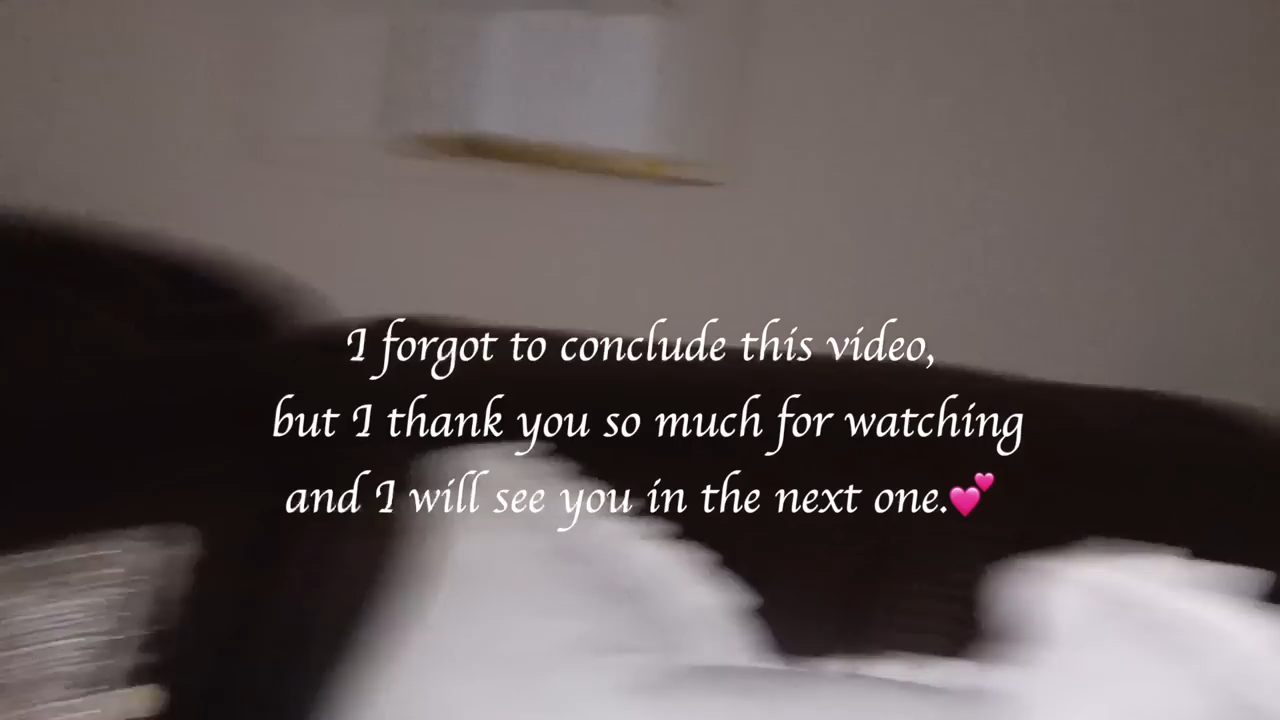 I forgot to conclude this video,
but I thank you so much for watching
and I will see you in the next one.💕